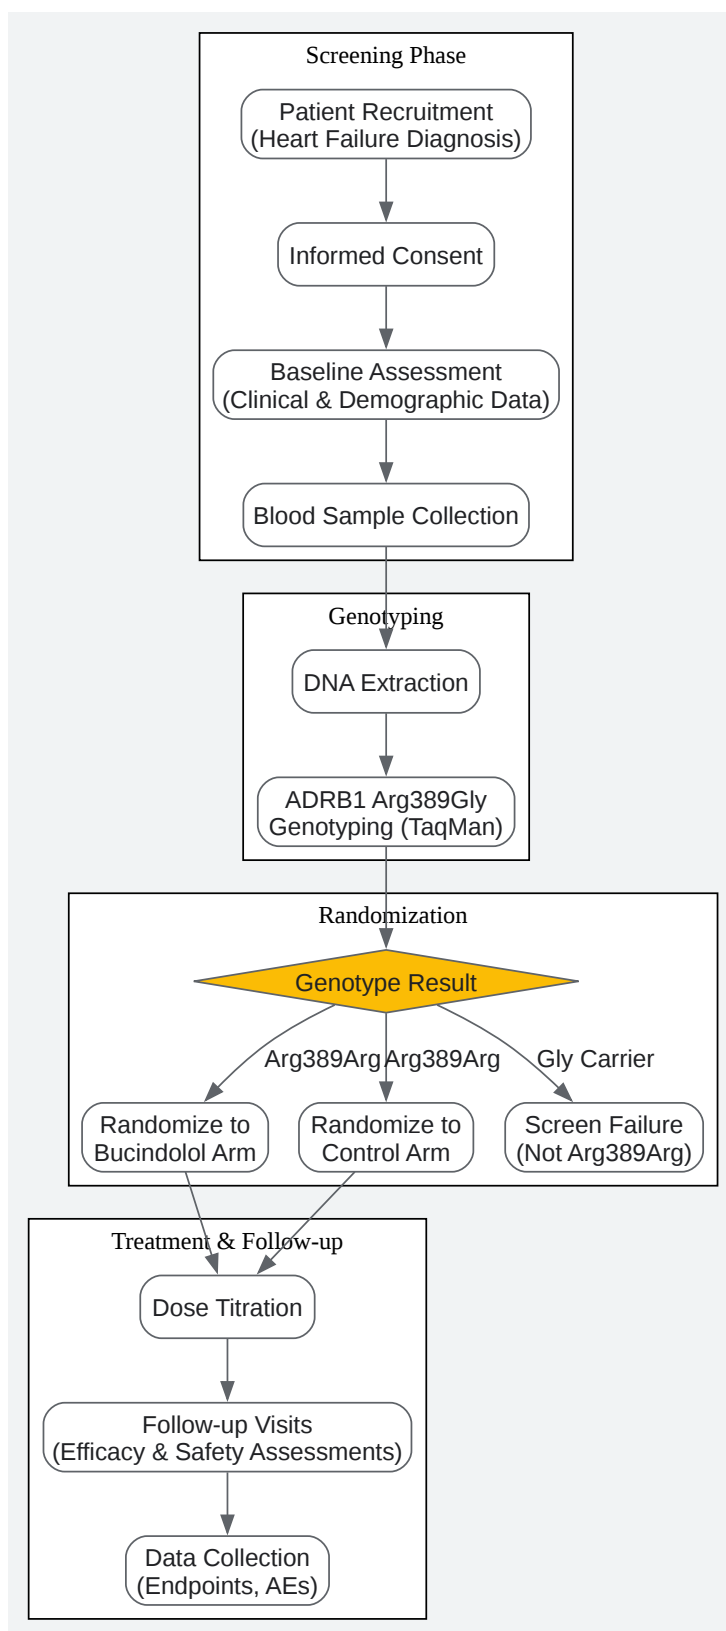 Screening Phase
Patient Recruitment
(Heart Failure Diagnosis)
Informed Consent
Baseline Assessment
(Clinical & Demographic Data)
Blood Sample Collection
Genotyping
DNA Extraction
ADRB1 Arg389Gly
Genotyping (TaqMan)
Randomization
Genotype Result
Arg389Arg
Arg389Arg
Gly Carrier
Randomize to
Bucindolol Arm
Randomize to
Control Arm
Screen Failure
(Not Arg389Arg)
Treatment & Follow-up
Dose Titration
Follow-up Visits
(Efficacy & Safety Assessments)
Data Collection
(Endpoints, AEs)